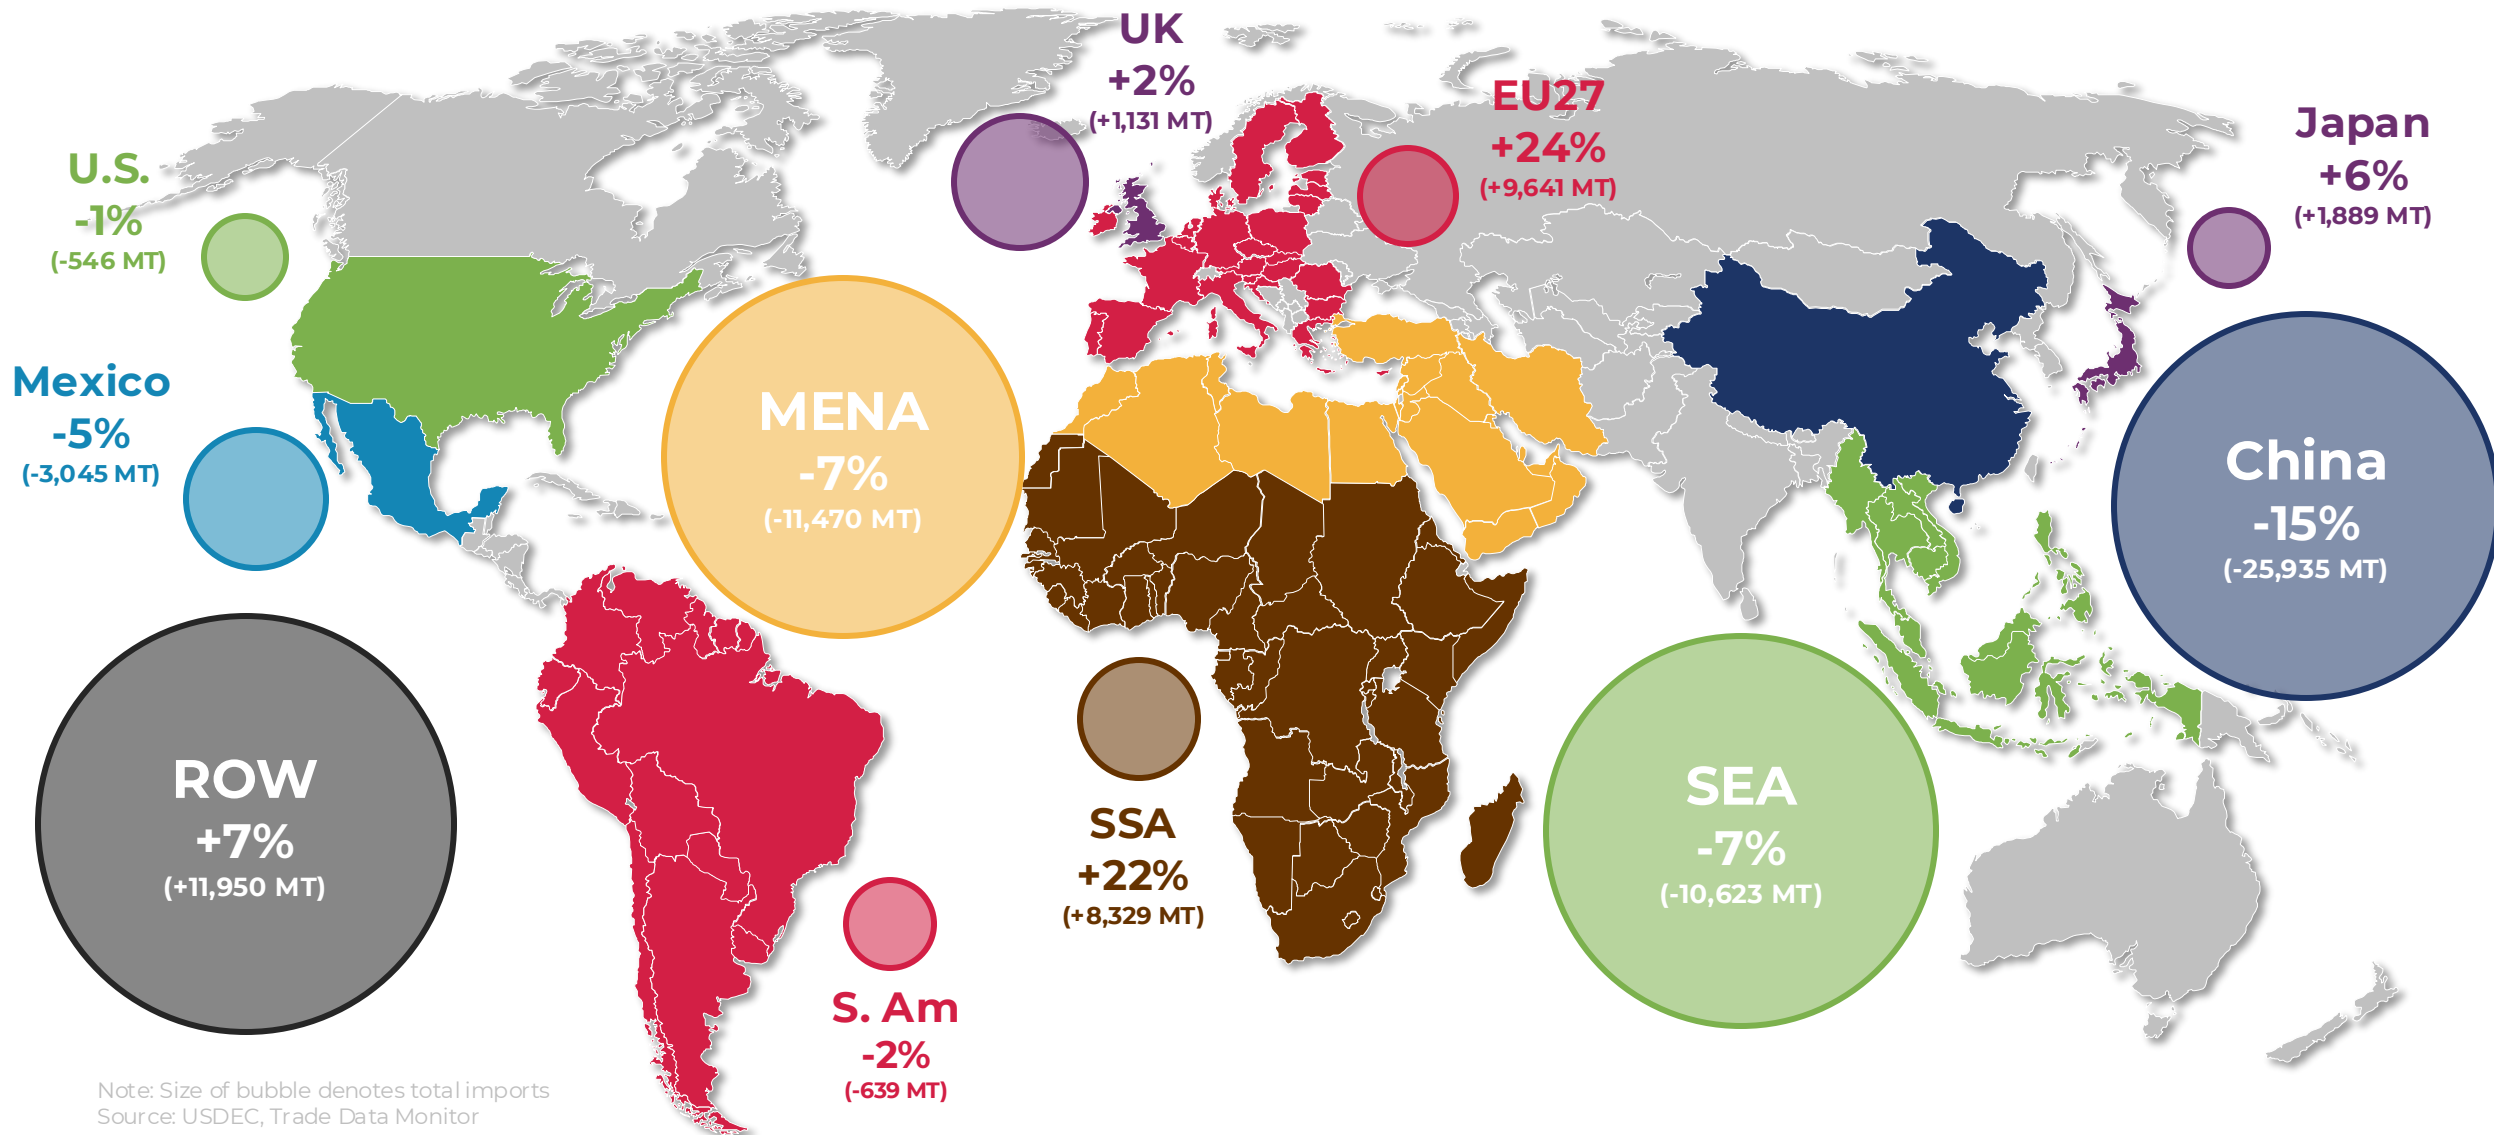 UK
+2%
(+1,131 MT)
EU27
+24%
(+9,641 MT)
Japan
+6%
(+1,889 MT)
U.S.
-1%
(-546 MT)
Mexico
-5%
(-3,045 MT)
MENA
-7%
(-11,470 MT)
China
-15%
(-25,935 MT)
ROW
+7%
(+11,950 MT)
SSA
+22%
(+8,329 MT)
SEA
-7%
(-10,623 MT)
S. Am
-2%
(-639 MT)
Note: Size of bubble denotes total imports
Source: USDEC, Trade Data Monitor